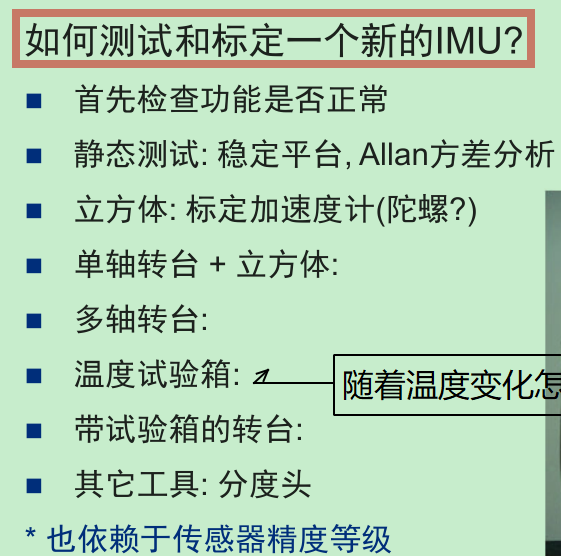 如何测试和标定一个新的IMU?
首先检查功能是否正常
静态测试: 稳定平台, Allan方差分析
立方体: 标定加速度计(陀螺?)
单轴转台 + 立方体:
多轴转台:
温度试验箱:
随着温度变化怎
带试验箱的转台:
其它工具: 分度头
* 也依赖于传感器精度等级